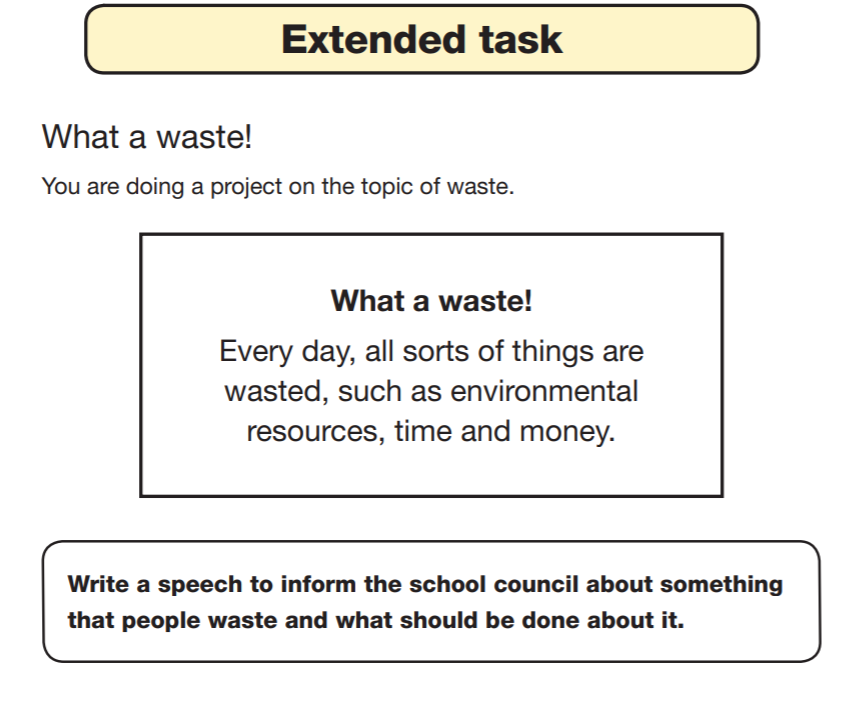 Extended task
What a waste!
You are doing a project on the topic of waste.
What a waste!
Every day, all sorts of things are
wasted, such as environmental
resources, time and money.
Write a speech to inform the school council about something
that people waste and what should be done about it.